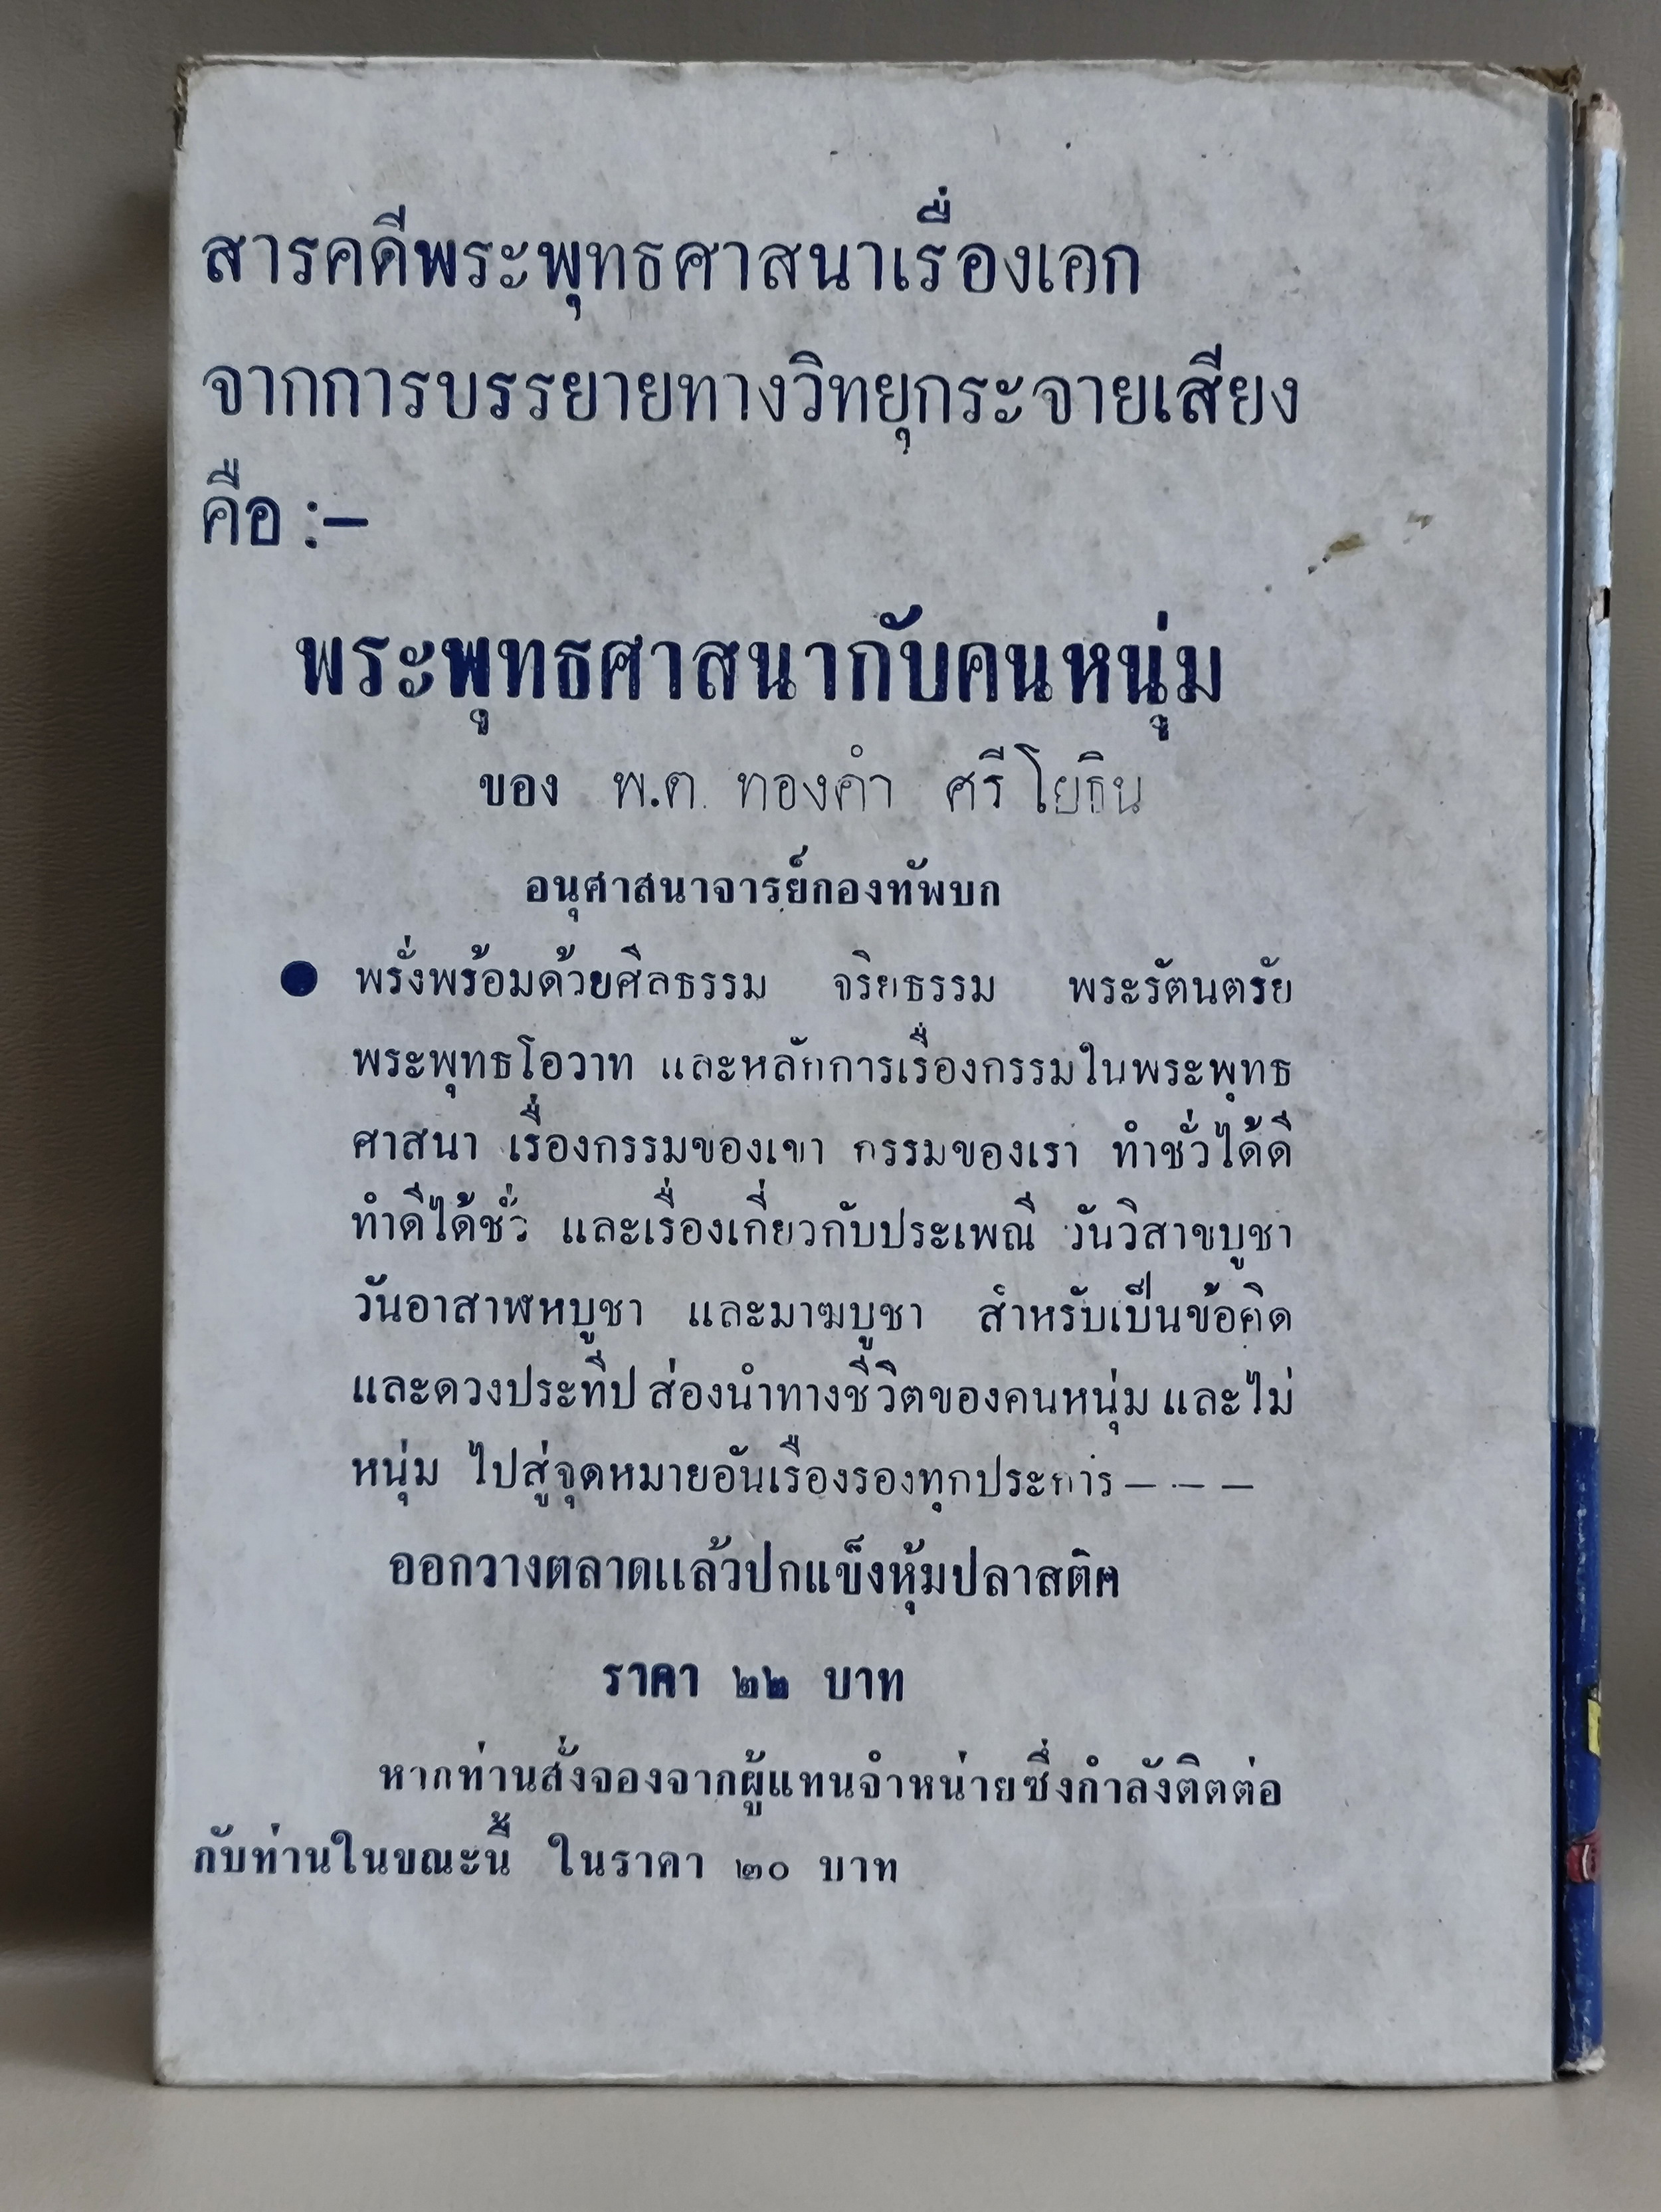 สารคดีพระพุทธศาสนาเรื่องเอก
จากการบรรยายทางวิทยุกระจายเสียง
คือ :–
พระพุทธศาสนากับคนหนุ่ม
ของ พ.ต. ทองคำ ศรีโยธิน
อนุศาสนาจารย์กองทัพบก
● พรั่งพร้อมด้วยศีลธรรม จริยธรรม พระรัตนตรัย
พระพุทธโอวาท และหลักการเรื่องกรรมในพระพุทธ
ศาสนา เรื่องกรรมของเขา กรรมของเรา ทำชั่วได้ดี
ทำดีได้ชั่ว และเรื่องเกี่ยวกับประเพณี วันวิสาขบูชา
วันอาสาฬหบูชา และมาฆบูชา สำหรับเป็นข้อคิด
และดวงประทีป ส่องนำทางชีวิตของคนหนุ่ม และไม่
หนุ่ม ไปสู่จุดหมายอันเรืองรองทุกประการ – – –
ออกวางตลาดแล้วปกแข็งหุ้มปลาสติค
ราคา ๒๒ บาท
หากท่านสั่งจองจากผู้แทนจำหน่ายซึ่งกำลังติดต่อ
กับท่านในขณะนี้ ในราคา ๒๐ บาท